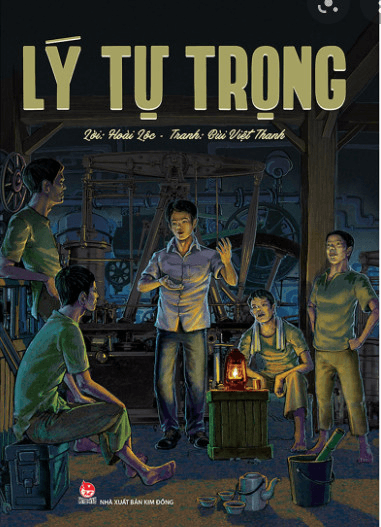 LÝ TỰ TRỌNG
Lời: Hoài Lộc - Tranh: Bùi Việt Thanh
NHÀ XUẤT BẢN KIM ĐỒNG